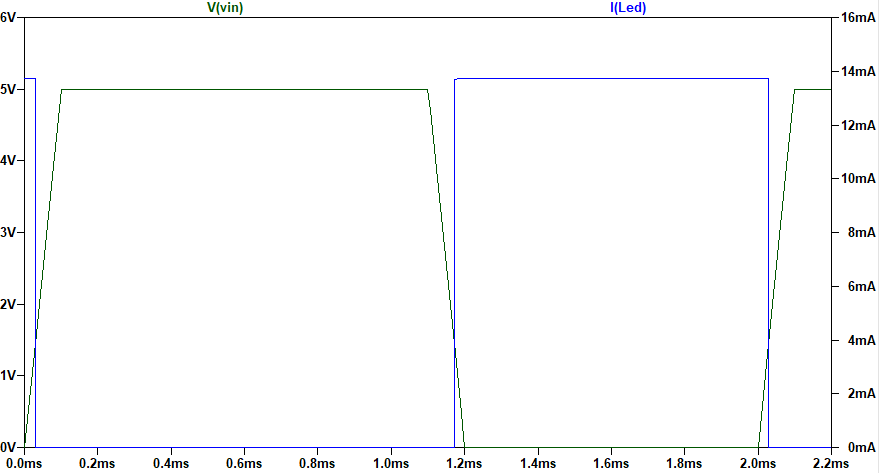 V(vin) I(Led)
6V 16mA
14mA
5V
12mA
4V
10mA
3V 8mA
6mA
2V
4mA
1V
2mA
0V 0mA
0.0ms 0.2ms 0.4ms 0.6ms 0.8ms 1.0ms 1.2ms 1.4ms 1.6ms 1.8ms 2.0ms 2.2ms